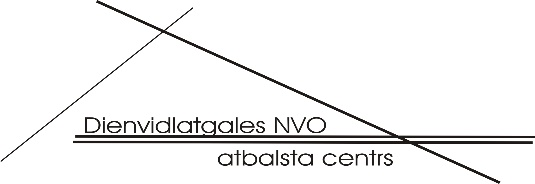 Dienvidlatgales NVO
atbalsta centrs